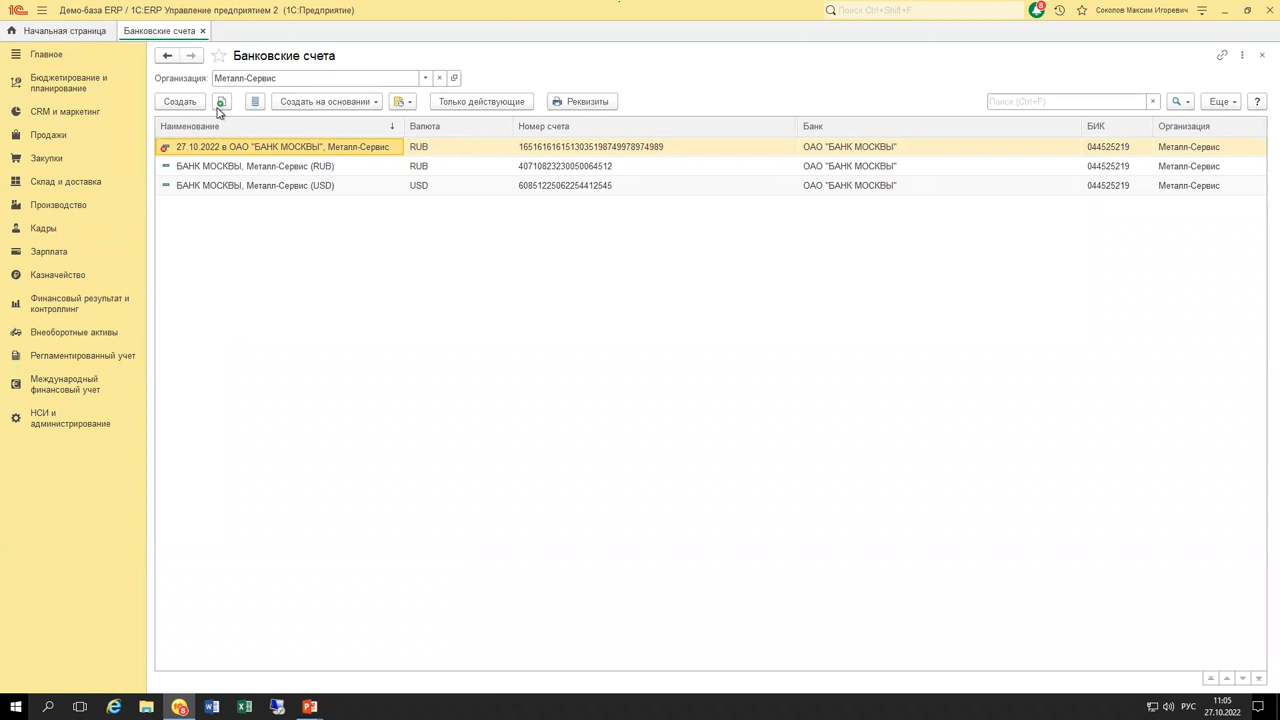 Демо-база ERP / 1С:ERP Управление предприятием 2 (1С:Предприятие)
Поиск Ctrl+Shift+F
8
Соколов Максим Игоревич
Начальная страница
Банковские счета ×
Главное
Бюджетирование и
планирование
CRM и маркетинг
Продажи
Закупки
Склад и доставка
Производство
Кадры
Зарплата
Казначейство
Финансовый результат и
контроллинг
Внеоборотные активы
Регламентированный учет
Международный
финансовый учет
НСИ и
администрирование
Банковские счета
Организация: Металл-Сервис
Создать
Создать на основании
Только действующие
Реквизиты
Поиск (Ctrl+F)
Еще
?
Наименование ↓ Валюта Номер счета Банк БИК Организация
27.10.2022 в ОАО "БАНК МОСКВЫ", Металл-Сервис RUB 1651616161513035198749978974989 ОАО "БАНК МОСКВЫ" 044525219 Металл-Сервис
БАНК МОСКВЫ, Металл-Сервис (RUB) RUB 40710823230050064512 ОАО "БАНК МОСКВЫ" 044525219 Металл-Сервис
БАНК МОСКВЫ, Металл-Сервис (USD) USD 60851225062254412545 ОАО "БАНК МОСКВЫ" 044525219 Металл-Сервис
РУС
11:05
27.10.2022